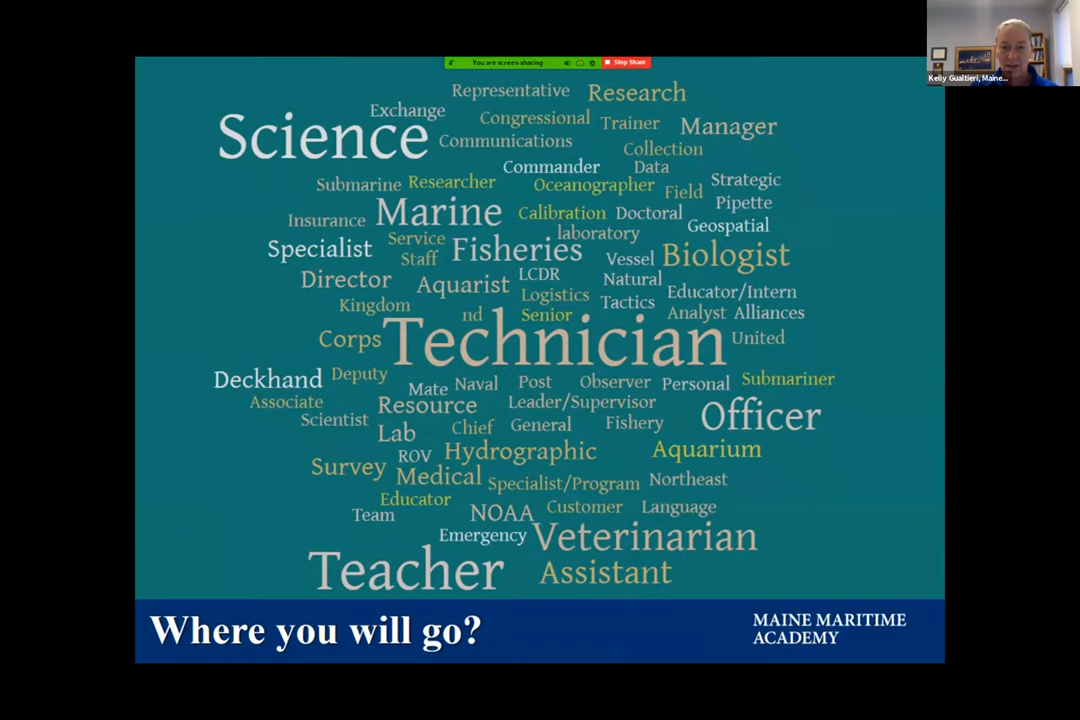 You are screen sharing
Stop Share
Kelly Gualtieri, Maine...
Representative Research
Exchange Congressional Trainer Manager
Science Communications Collection
Commander Data
Submarine Researcher Oceanographer Field Strategic
Pipette
Insurance Marine Calibration Doctoral Geospatial
Specialist Service laboratory
Staff Fisheries Vessel Biologist
Director Aquarist LCDR Natural
Logistics Tactics Educator/Intern
Kingdom nd Senior Analyst Alliances
Corps Technician United
Deckhand Deputy Mate Naval Post Observer Personal Submariner
Associate Resource Leader/Supervisor Officer
Scientist Lab Chief General Fishery
ROV Hydrographic Aquarium
Survey Medical Specialist/Program Northeast
Educator
Team NOAA Customer Language
Emergency Veterinarian
Teacher Assistant
Where you will go?
MAINE MARITIME
ACADEMY